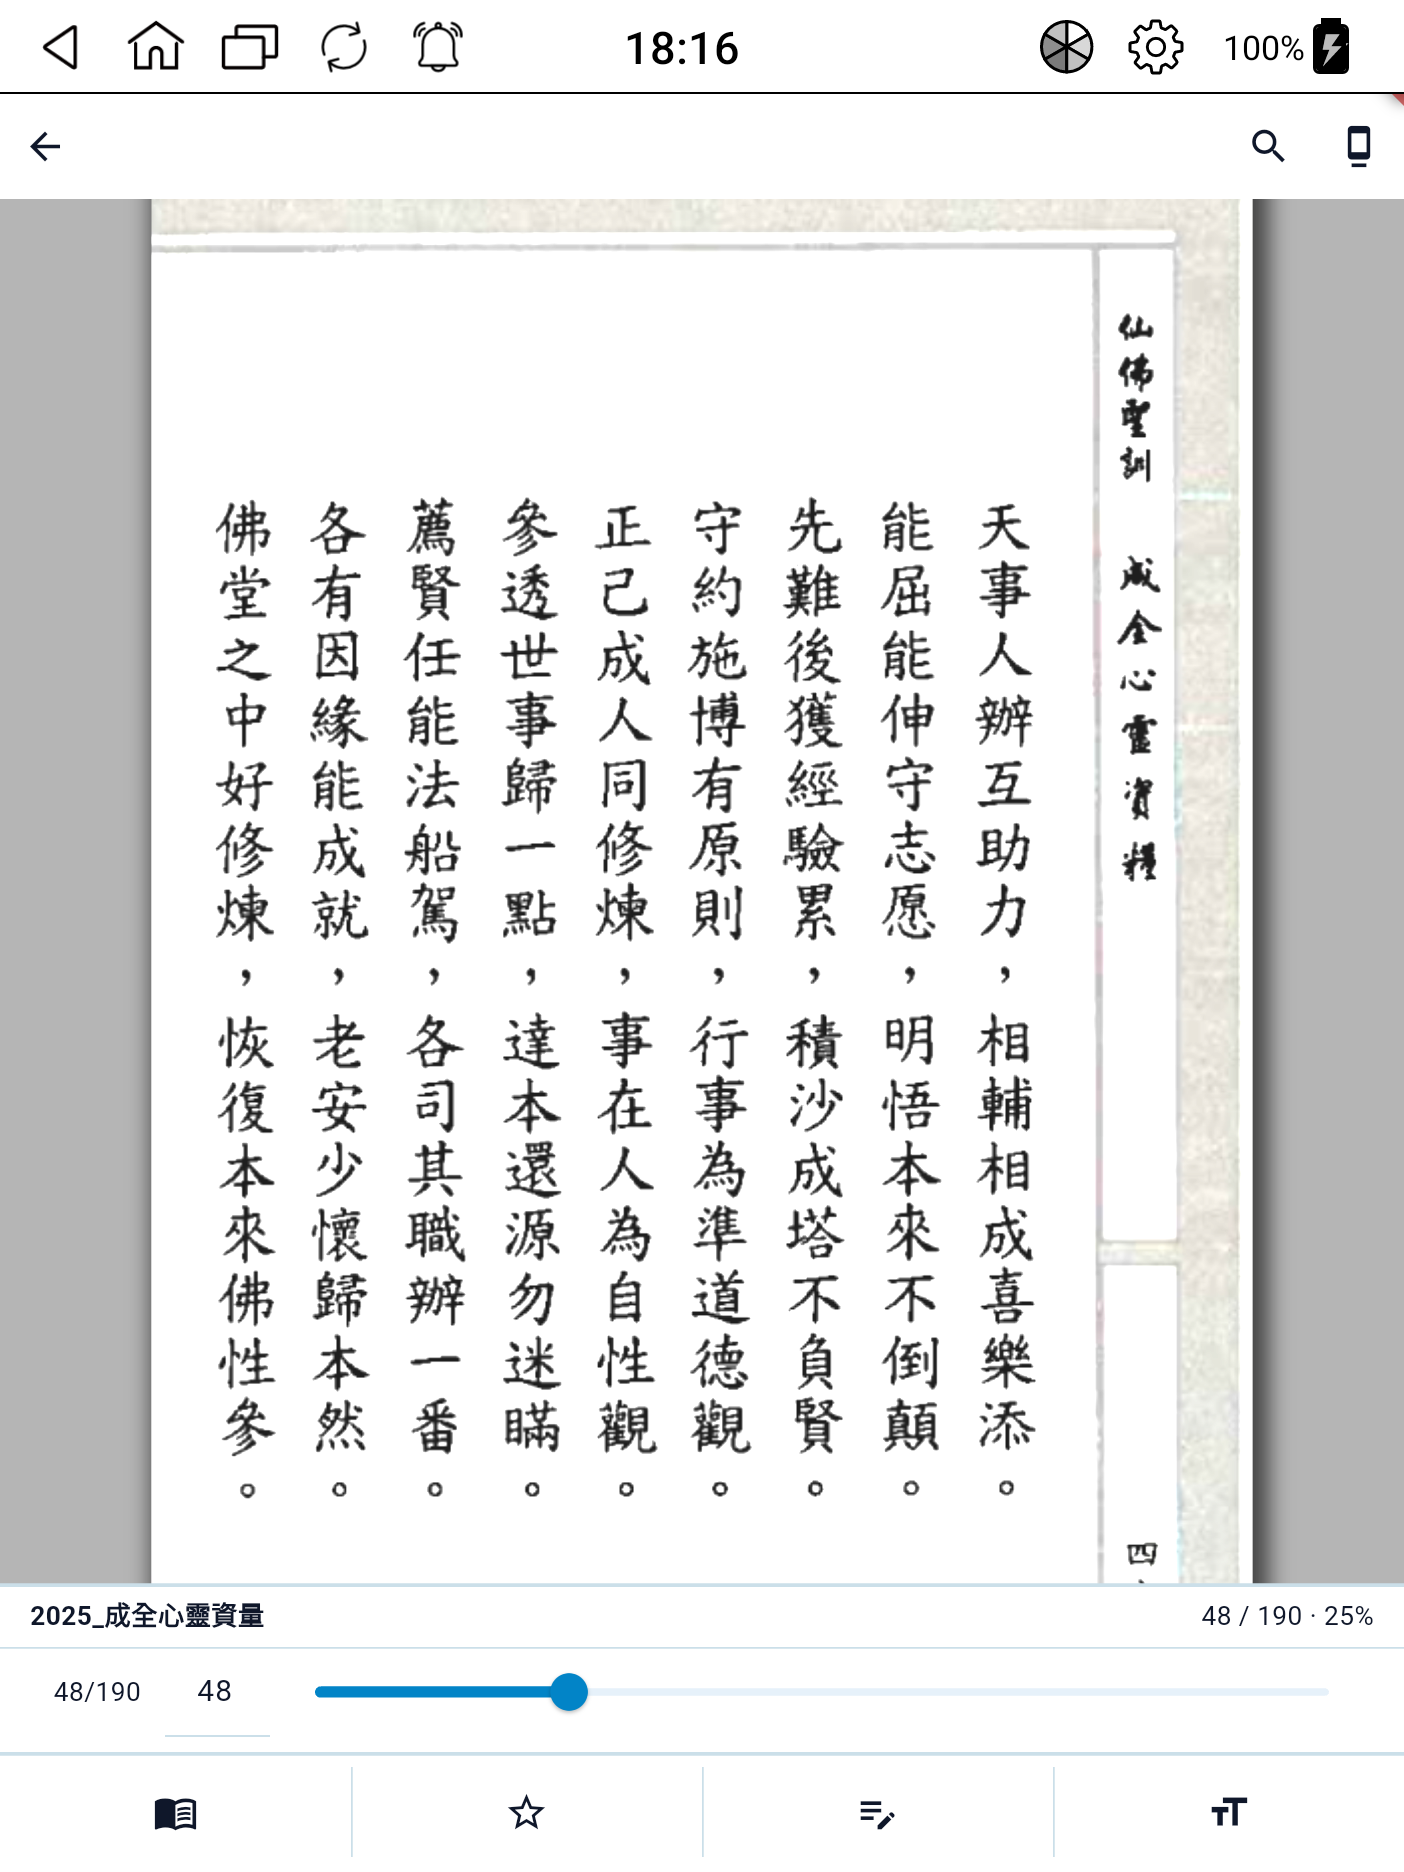 18:16
100%
仙佛聖訓 成全心靈資糧
天事人辦互助力，相輔相成喜樂添。
能屈能伸守志愿，明悟本來不倒顛。
先難後獲經驗累，積沙成塔不負賢。
守約施博有原則，行事為準道德觀。
正己成人同修煉，事在人為自性觀。
參透世事歸一點，達本還源勿迷瞞。
薦賢任能法船駕，各司其職辦一番。
各有因緣能成就，老安少懷歸本然。
佛堂之中好修煉，恢復本來佛性參。
四
2025_成全心靈資量
48 / 190 · 25%
48/190
48